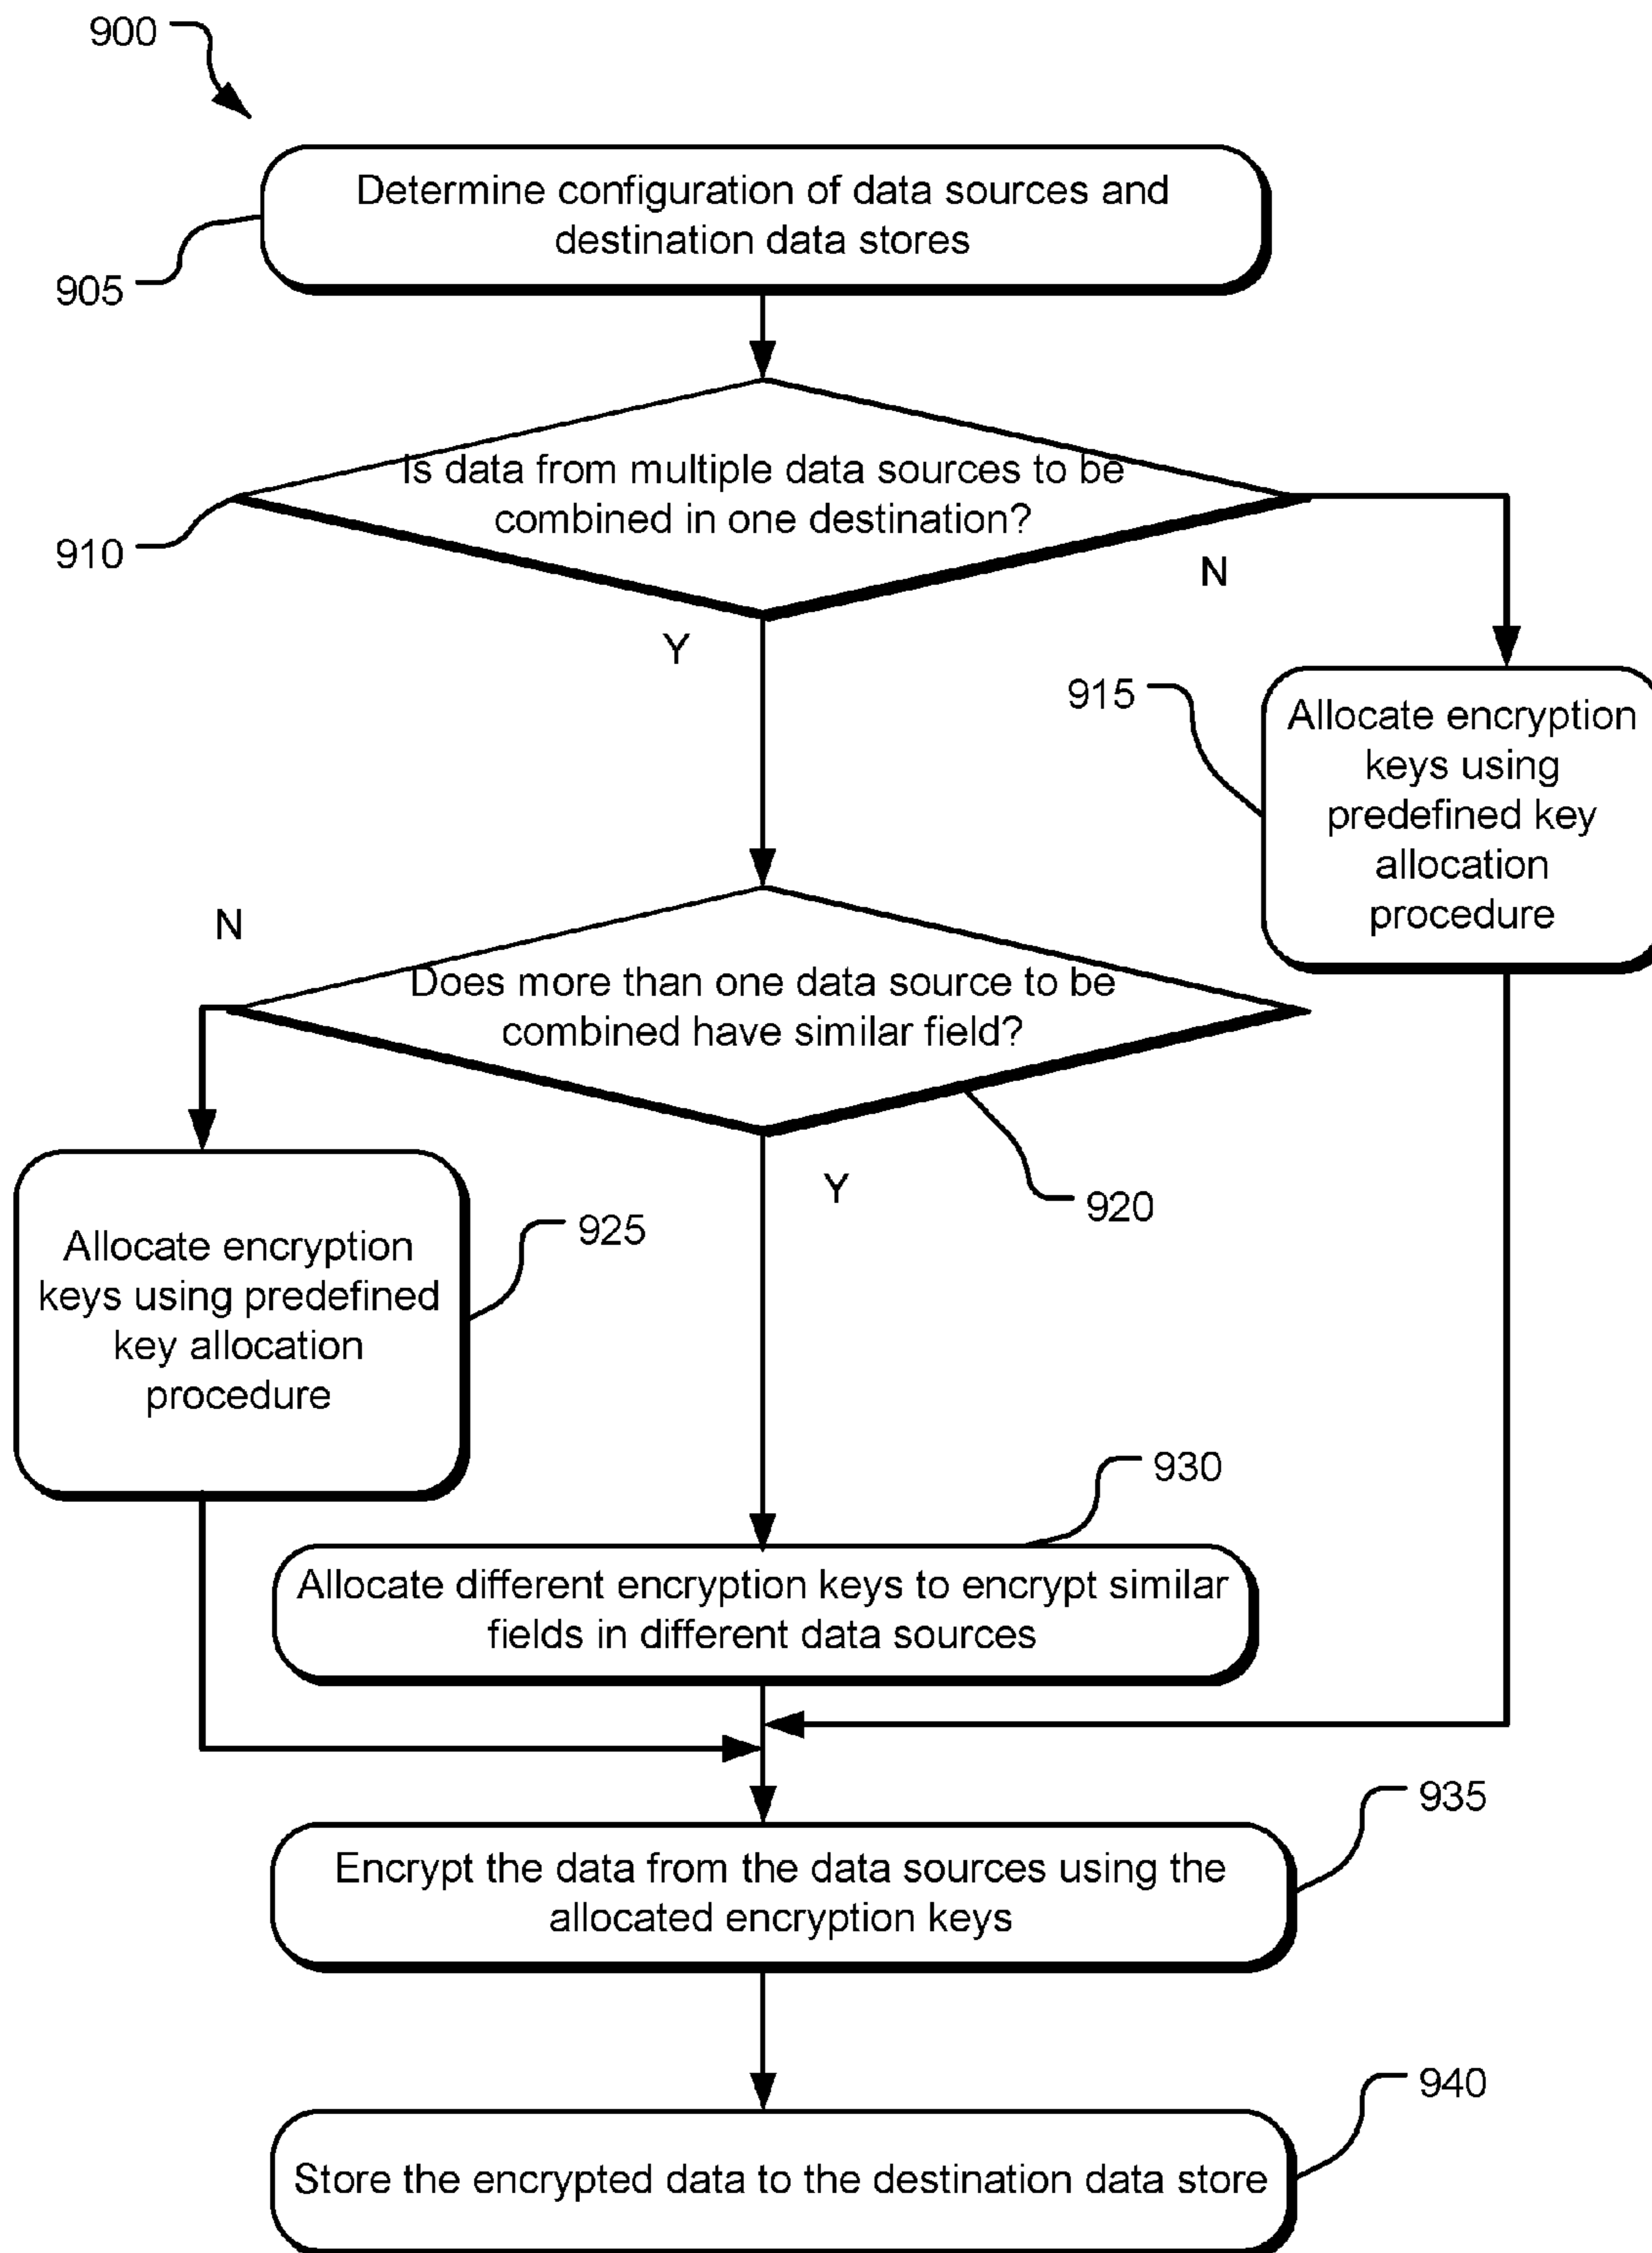 900
Determine configuration of data sources and
destination data stores
905
Is data from multiple data sources to be
combined in one destination?
910
N
Y
915
Allocate encryption
keys using
predefined key
allocation
procedure
N
Does more than one data source to be
combined have similar field?
Y
920
925
Allocate encryption
keys using predefined
key allocation
procedure
930
Allocate different encryption keys to encrypt similar
fields in different data sources
935
Encrypt the data from the data sources using the
allocated encryption keys
940
Store the encrypted data to the destination data store